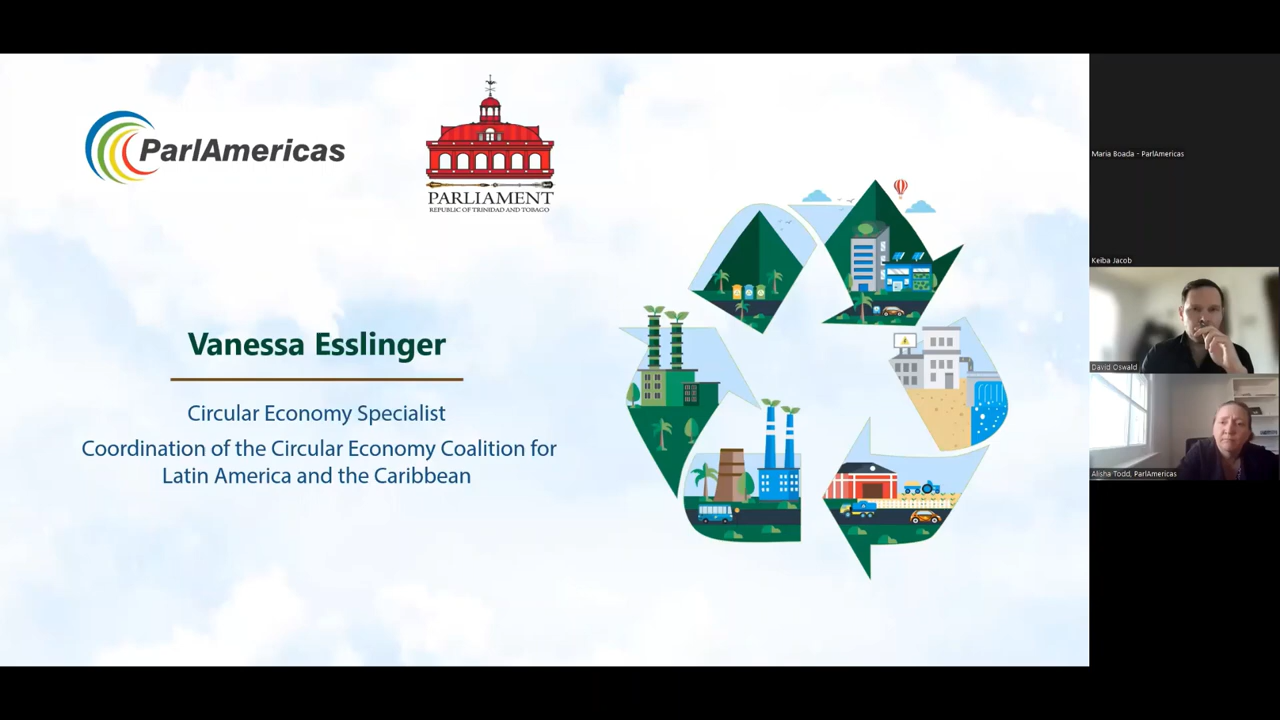 ParlAmericas
PARLIAMENT
REPUBLIC OF TRINIDAD AND TOBAGO
Vanessa Esslinger
Circular Economy Specialist
Coordination of the Circular Economy Coalition for
Latin America and the Caribbean
Maria Boada - ParlAmericas
Keiba Jacob
David Oswald
Alisha Todd, ParlAmericas